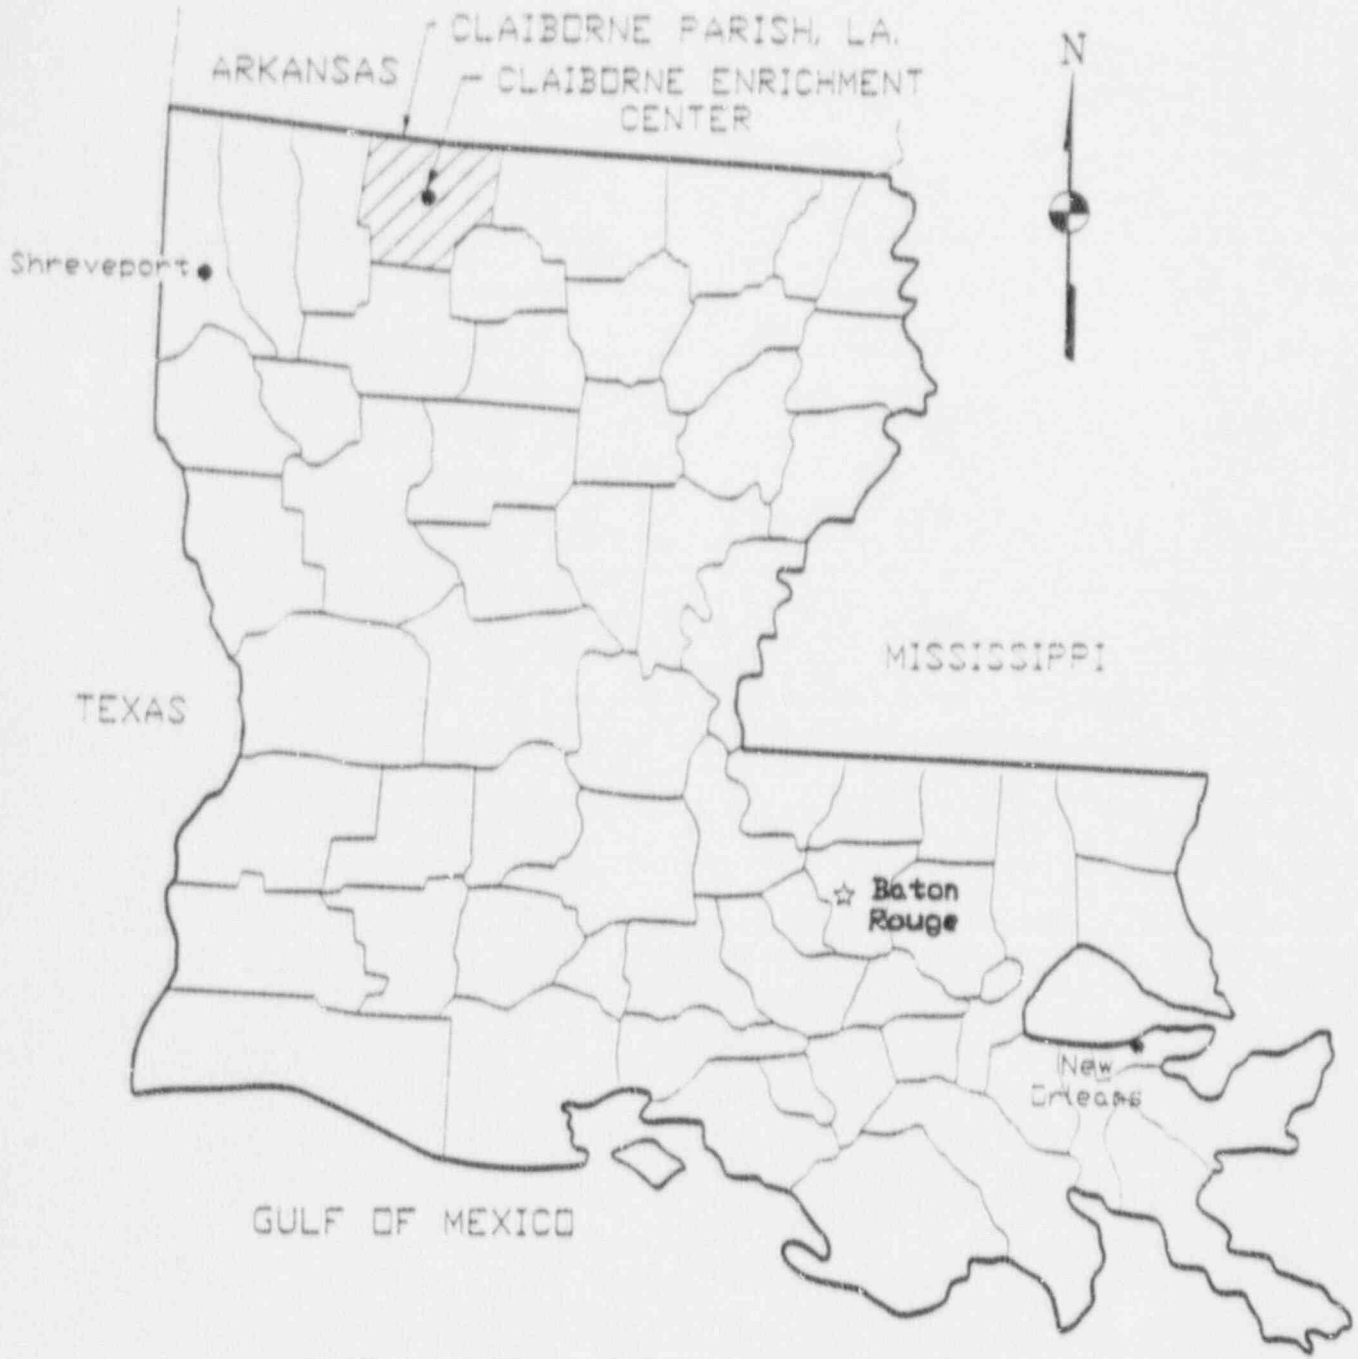 CLAIBORNE PARISH, LA.
ARKANSAS
CLAIBORNE ENRICHMENT
CENTER
N
Shreveport
MISSISSIPPI
TEXAS
Baton
Rouge
New
Orleans
GULF OF MEXICO